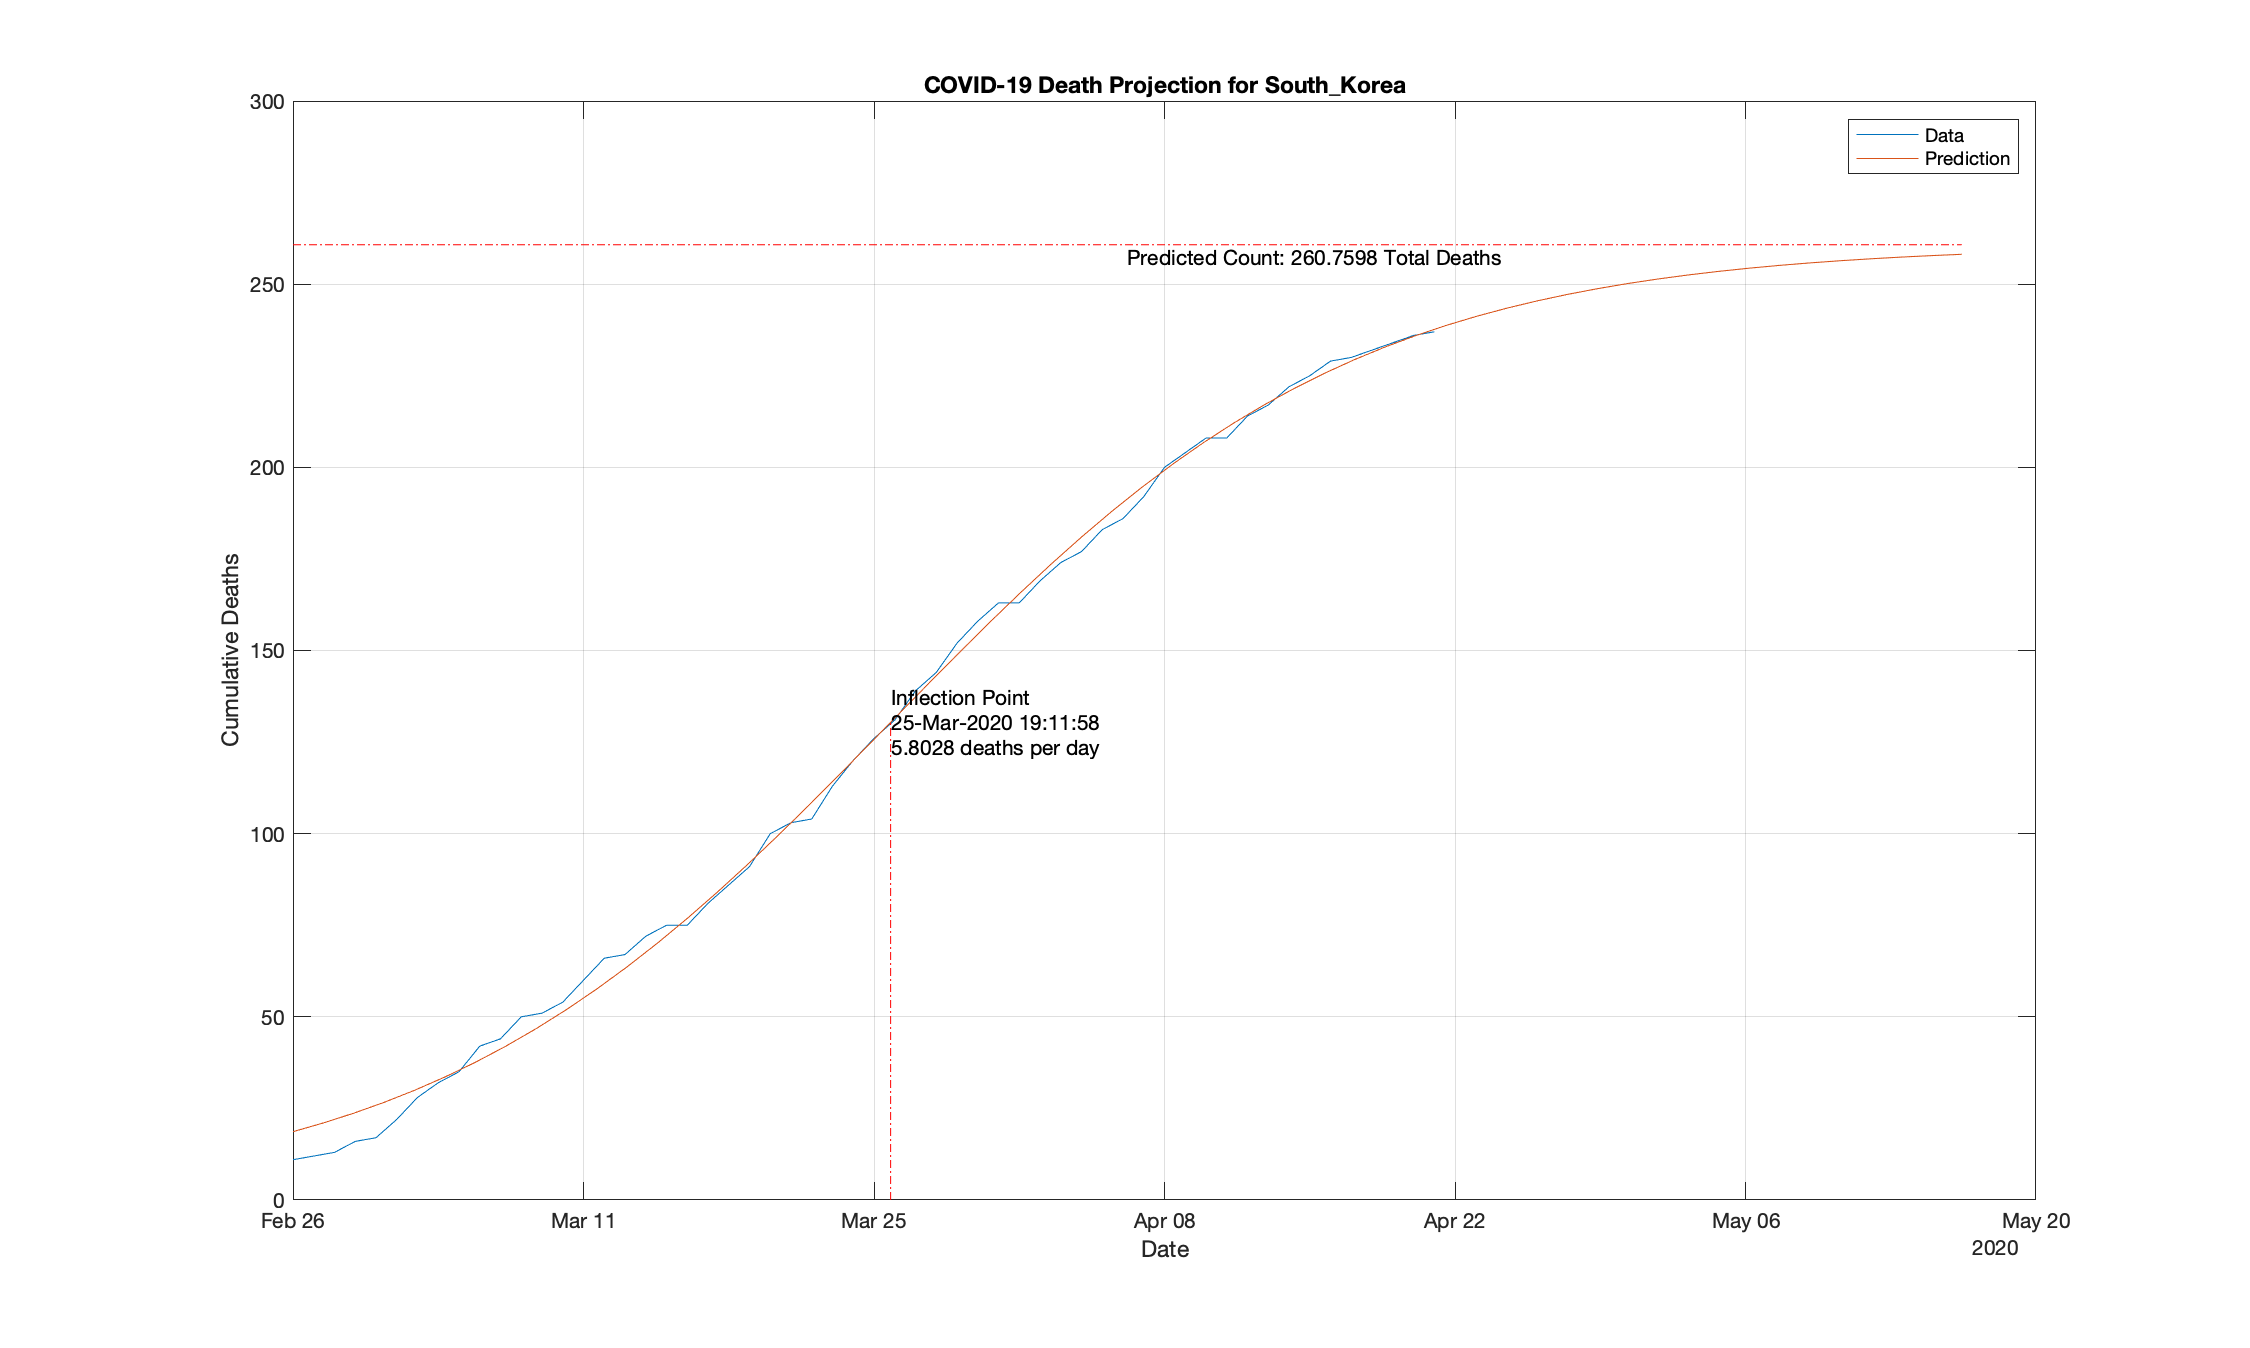 COVID-19 Death Projection for South_Korea
300
Data
Prediction
Predicted Count: 260.7598 Total Deaths
250
200
150
Inflection Point
25-Mar-2020 19:11:58
5.8028 deaths per day
Cumulative Deaths
100
50
0
Feb 26
Mar 11
Mar 25
Apr 08
Apr 22
May 06
May 20
Date
2020